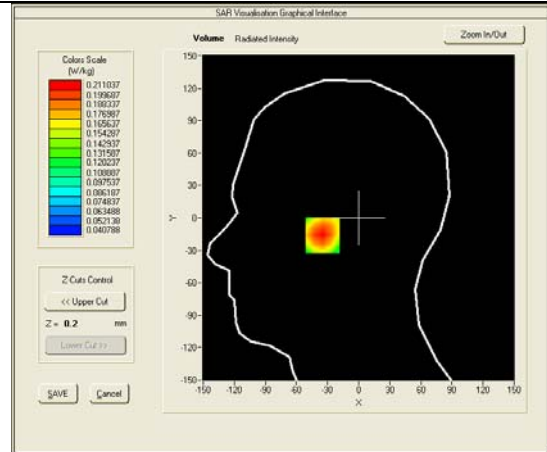 SAR Visualisation Graphical Interface
Volume Radiated Intensity
Zoom In/Out
Colors Scale
(W/kg)
0.211037
0.199687
0.188337
0.176987
0.165637
0.154287
0.142937
0.131587
0.120237
0.108887
0.097537
0.086187
0.074837
0.063488
0.052138
0.040788
Z Cuts Control
<< Upper Cut
Z = 0.2 mm
Lower Cut >>
SAVE Cancel
150
120
90
60
30
0
-30
-60
-90
-120
-150
Y
-150 -120 -90 -60 -30 0 30 60 90 120 150
X